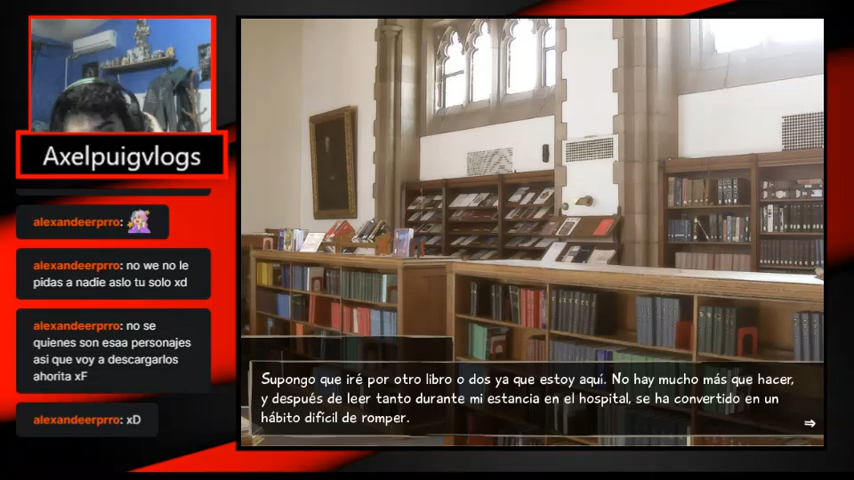 Axelpuigvlogs
alexandeerprro:
alexandeerprro: no we no le
pidas a nadie aslo tu solo xd
alexandeerprro: no se
quienes son esaa personajes
asi que voy a descargarlos
ahorita xF
alexandeerprro: xD
Supongo que iré por otro libro o dos ya que estoy aquí. No hay mucho más que hacer,
y después de leer tanto durante mi estancia en el hospital, se ha convertido en un
hábito difícil de romper.